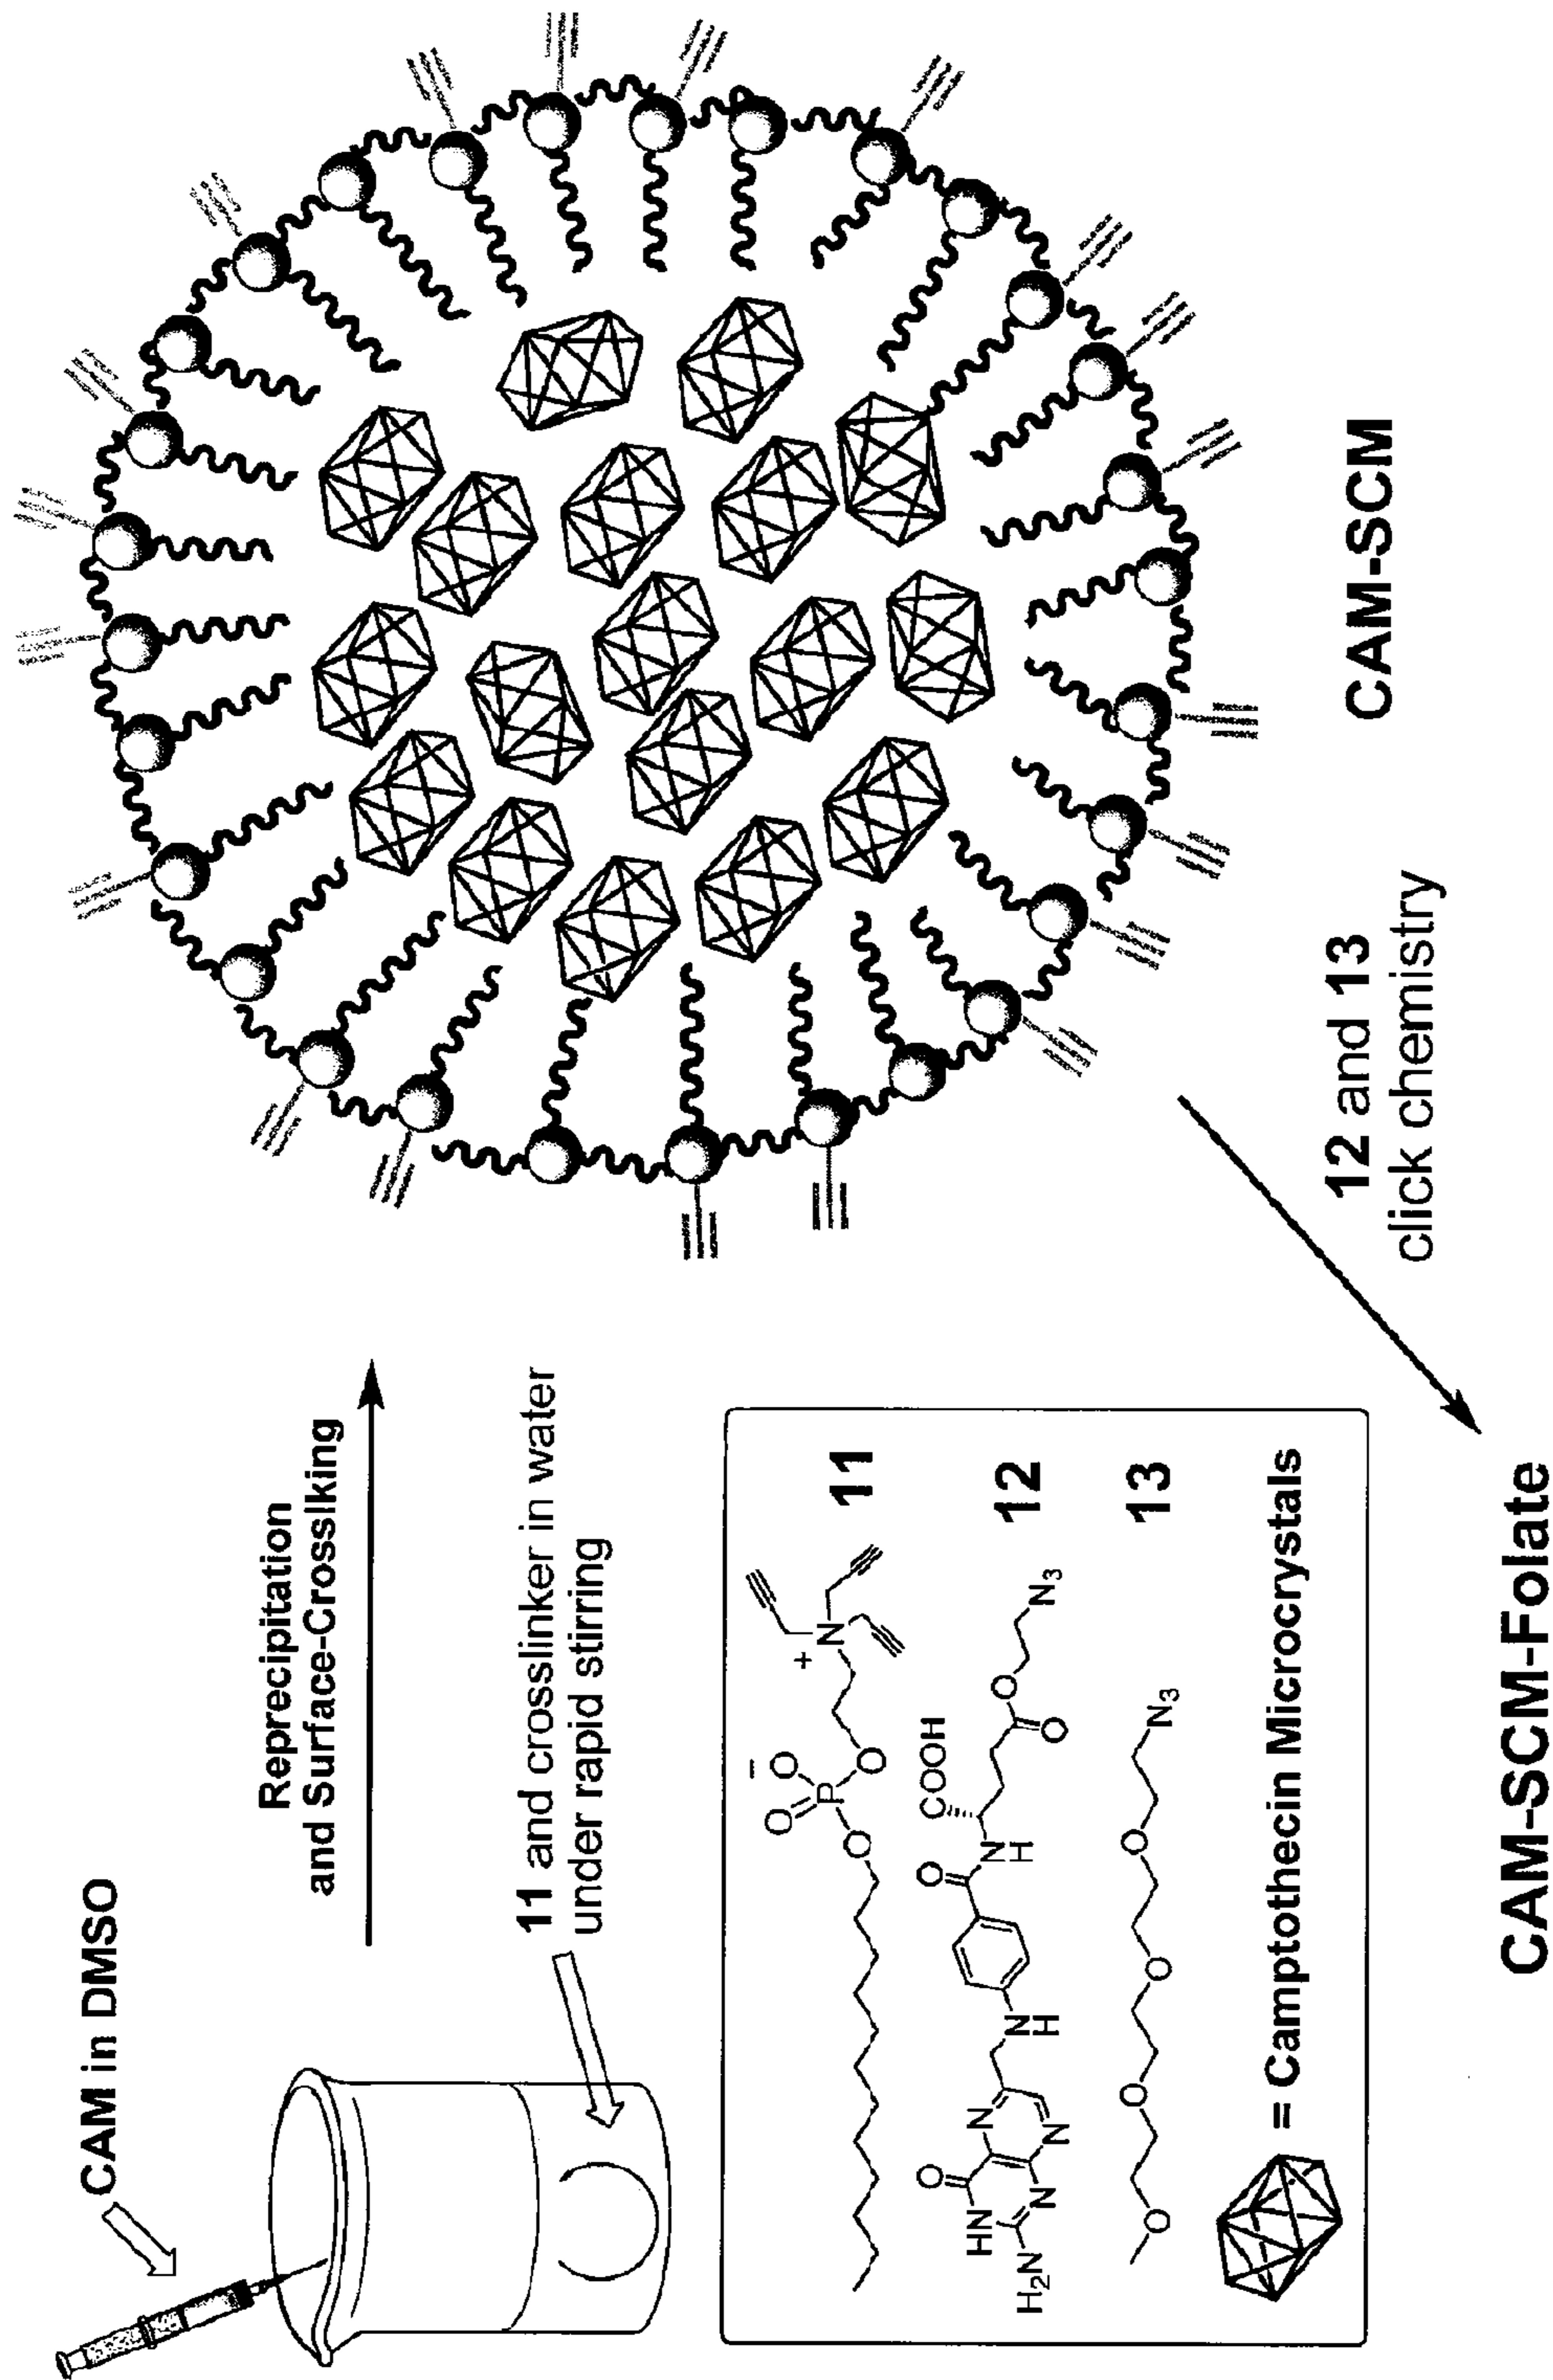 CAM in DMSO
Reprecipitation
and Surface-Crosslking
11 and crosslinker in water
under rapid stirring
11
O
O
−
P
O
O
+
N
12
H2N
HN
O
N
N
N
N
H
O
N
H
COOH
O
O
N3
13
O
O
O
O
N3
= Camptothecin Microcrystals
CAM-SCM
12 and 13
click chemistry
CAM-SCM-Folate